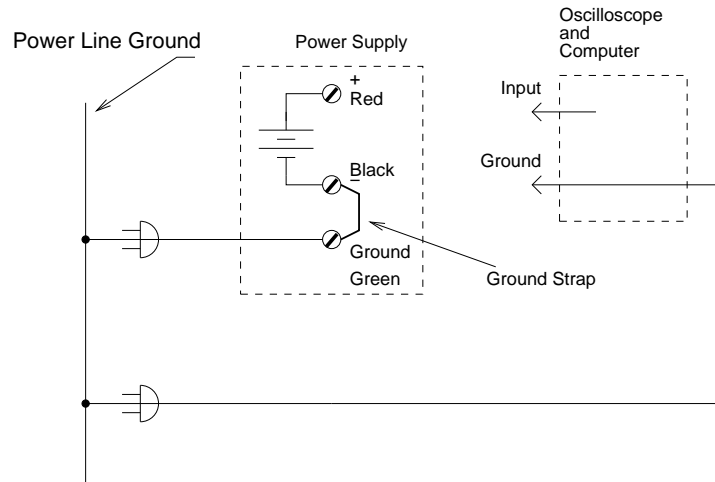 Power Line Ground
Power Supply
+
Red
Black
–
Ground
Green
Ground Strap
Oscilloscope
and
Computer
Input
Ground